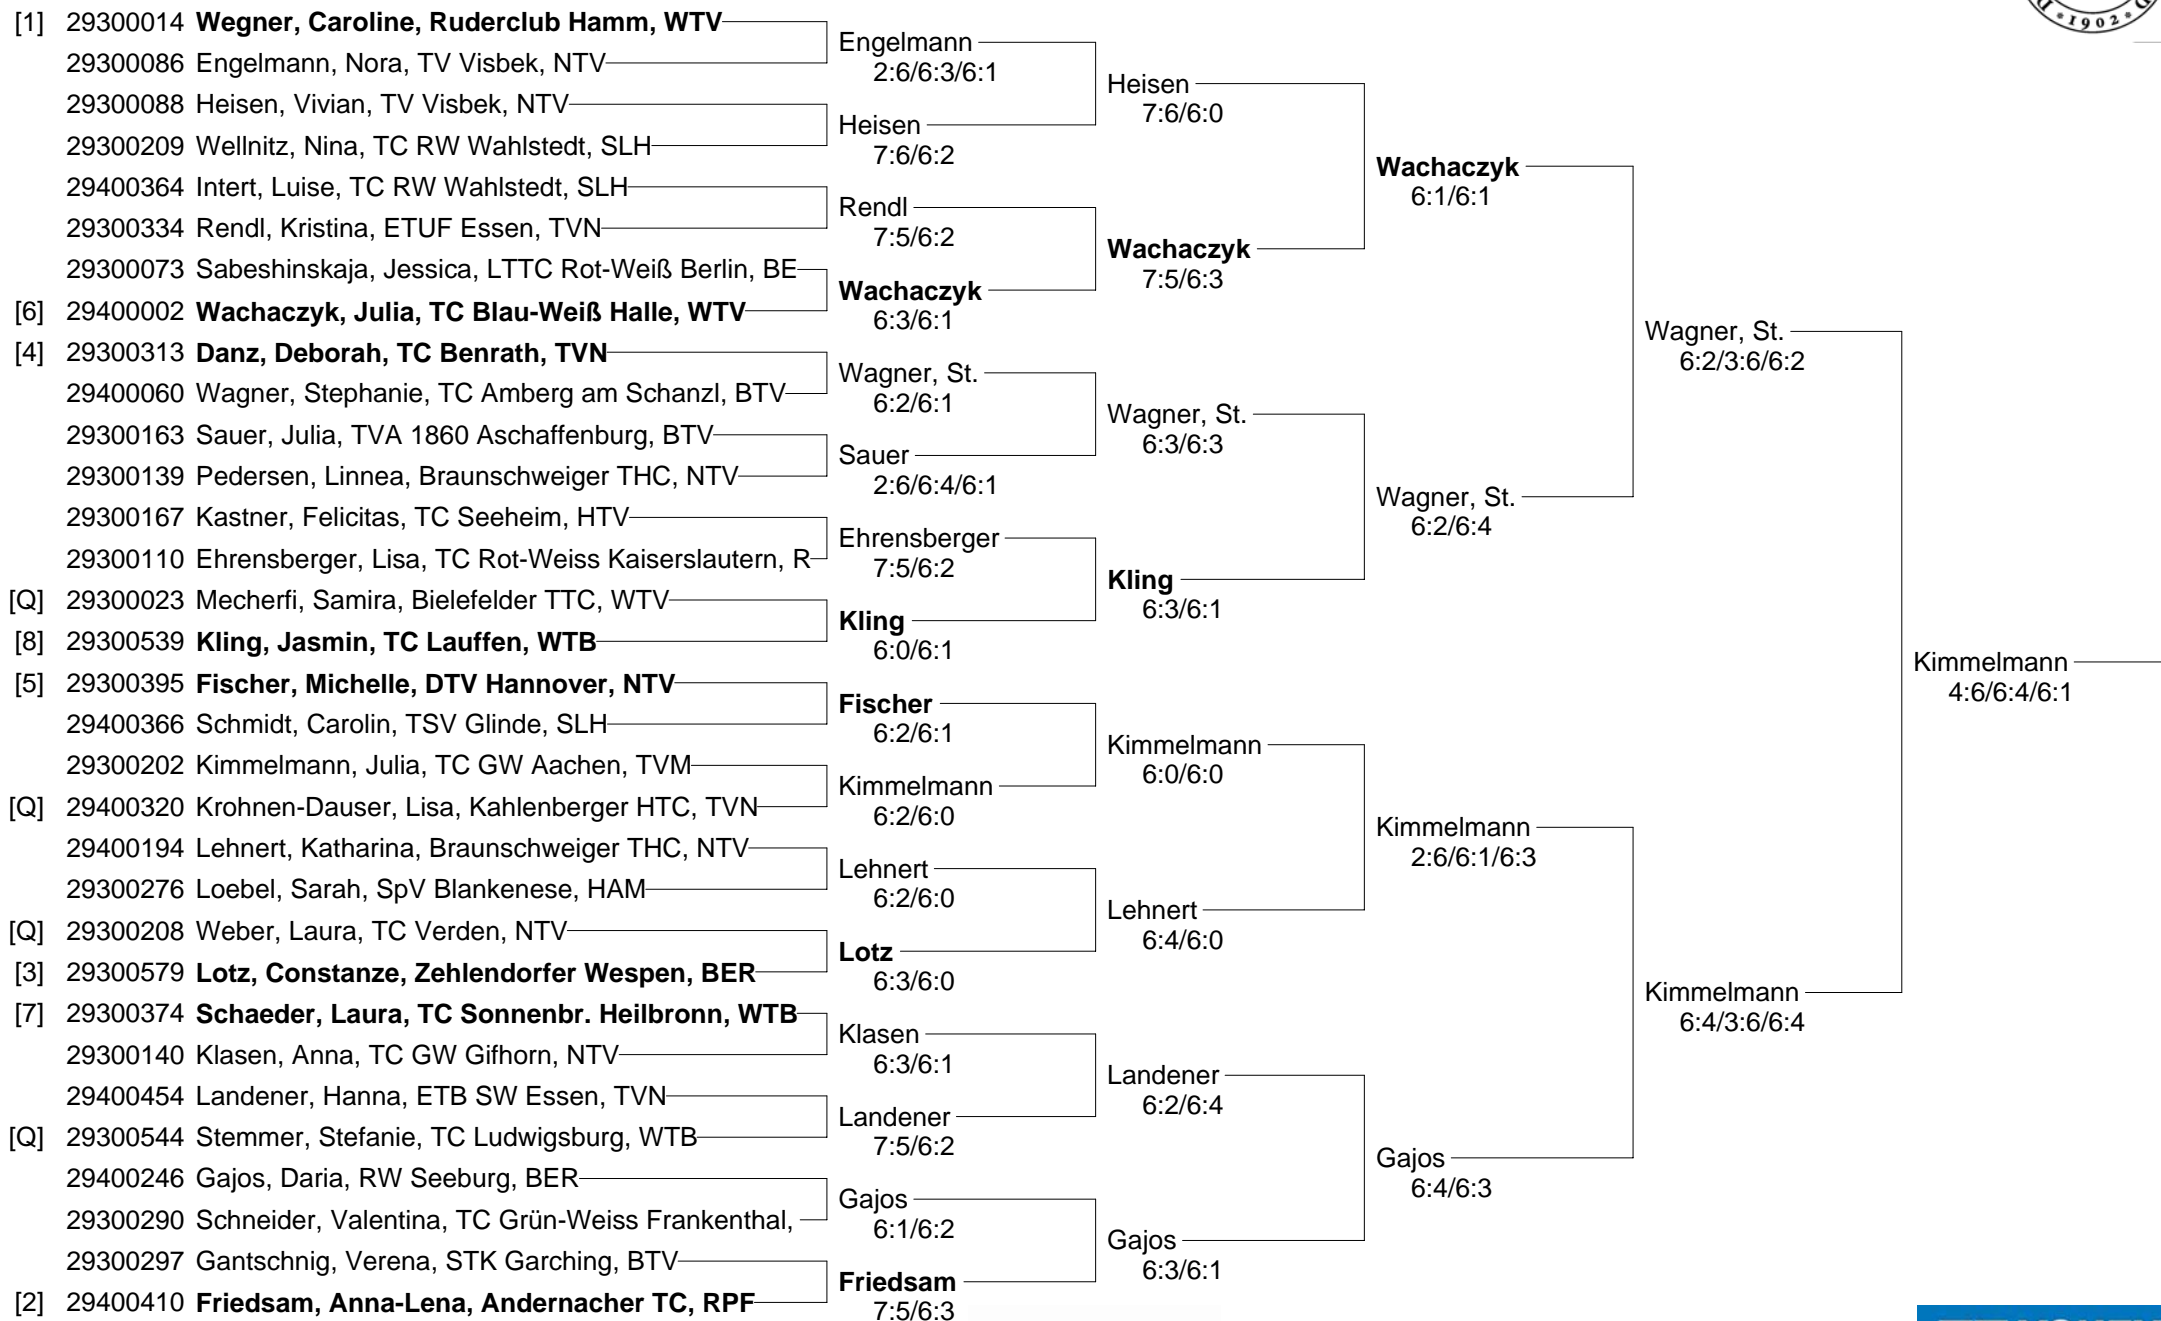 [1] 29300014 Wegner, Caroline, Ruderclub Hamm, WTV
29300086 Engelmann, Nora, TV Visbek, NTV
29300088 Heisen, Vivian, TV Visbek, NTV
29300209 Wellnitz, Nina, TC RW Wahlstedt, SLH
29400364 Intert, Luise, TC RW Wahlstedt, SLH
29300334 Rendl, Kristina, ETUF Essen, TVN
29300073 Sabeshinskaja, Jessica, LTTC Rot-Weiß Berlin, BE
[6] 29400002 Wachaczyk, Julia, TC Blau-Weiß Halle, WTV
[4] 29300313 Danz, Deborah, TC Benrath, TVN
29400060 Wagner, Stephanie, TC Amberg am Schanzl, BTV
29300163 Sauer, Julia, TVA 1860 Aschaffenburg, BTV
29300139 Pedersen, Linnea, Braunschweiger THC, NTV
29300167 Kastner, Felicitas, TC Seeheim, HTV
29300110 Ehrensberger, Lisa, TC Rot-Weiss Kaiserslautern, R
[Q] 29300023 Mecherfi, Samira, Bielefelder TTC, WTV
[8] 29300539 Kling, Jasmin, TC Lauffen, WTB
[5] 29300395 Fischer, Michelle, DTV Hannover, NTV
29400366 Schmidt, Carolin, TSV Glinde, SLH
29300202 Kimmelmann, Julia, TC GW Aachen, TVM
[Q] 29400320 Krohnen-Dauser, Lisa, Kahlenberger HTC, TVN
29400194 Lehnert, Katharina, Braunschweiger THC, NTV
29300276 Loebel, Sarah, SpV Blankenese, HAM
[Q] 29300208 Weber, Laura, TC Verden, NTV
[3] 29300579 Lotz, Constanze, Zehlendorfer Wespen, BER
[7] 29300374 Schaeder, Laura, TC Sonnenbr. Heilbronn, WTB
29300140 Klasen, Anna, TC GW Gifhorn, NTV
29400454 Landener, Hanna, ETB SW Essen, TVN
[Q] 29300544 Stemmer, Stefanie, TC Ludwigsburg, WTB
29400246 Gajos, Daria, RW Seeburg, BER
29300290 Schneider, Valentina, TC Grün-Weiss Frankenthal,
29300297 Gantschnig, Verena, STK Garching, BTV
[2] 29400410 Friedsam, Anna-Lena, Andernacher TC, RPF
Engelmann
2:6/6:3/6:1
Heisen
7:6/6:2
Rendl
7:5/6:2
Wachaczyk
6:3/6:1
Wagner, St.
6:2/6:1
Sauer
2:6/6:4/6:1
Ehrensberger
7:5/6:2
Kling
6:0/6:1
Fischer
6:2/6:1
Kimmelmann
6:2/6:0
Lehnert
6:2/6:0
Lotz
6:3/6:0
Klasen
6:3/6:1
Landener
7:5/6:2
Gajos
6:1/6:2
Friedsam
7:5/6:3
Heisen
7:6/6:0
Wachaczyk
7:5/6:3
Wagner, St.
6:3/6:3
Kling
6:3/6:1
Kimmelmann
6:0/6:0
Lehnert
6:4/6:0
Landener
6:2/6:4
Gajos
6:3/6:1
Wachaczyk
6:1/6:1
Wagner, St.
6:2/6:4
Kimmelmann
2:6/6:1/6:3
Gajos
6:4/6:3
Wagner, St.
6:2/3:6/6:2
Kimmelmann
6:4/3:6/6:4
Kimmelmann
4:6/6:4/6:1
1902